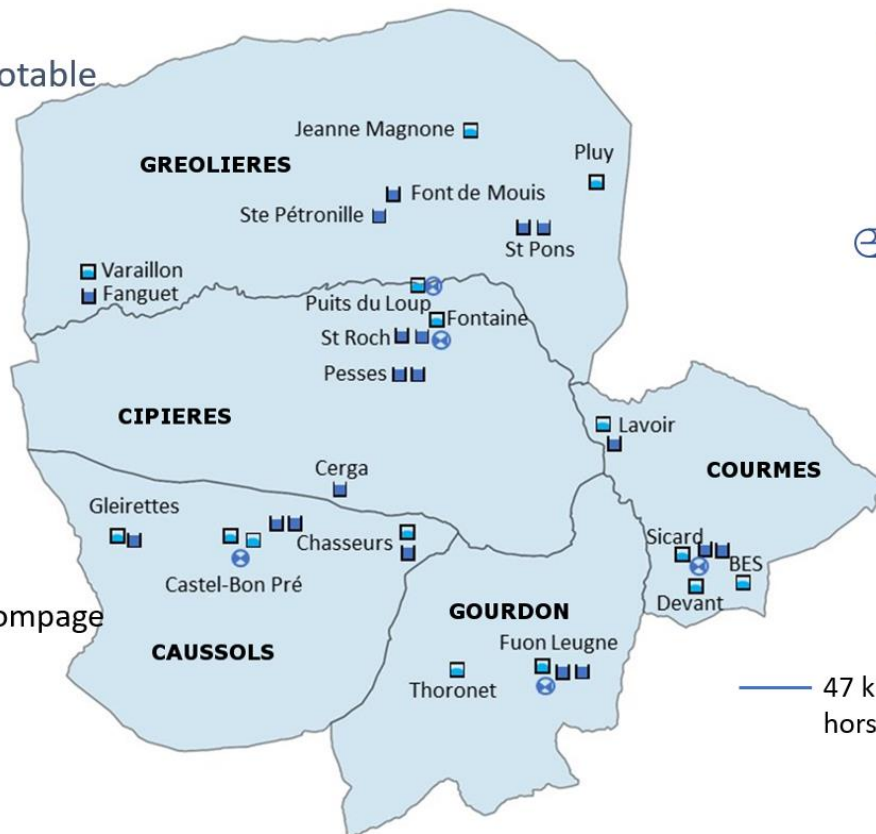 otable
Jeanne Magnone
Pluy
GREOLIERES
Font de Mouis
Ste Pétronille
St Pons
Varaillon
Fanguet
Puits du Loup
Fontaine
St Roch
Pesses
CIPIERES
Lavoir
COURMES
Cerga
Gleirettes
Chasseurs
Sicard
BES
Castel-Bon Pré
Devant
GOURDON
ompage
CAUSSOLS
Fuon Leugne
Thoronet
47 k
hors